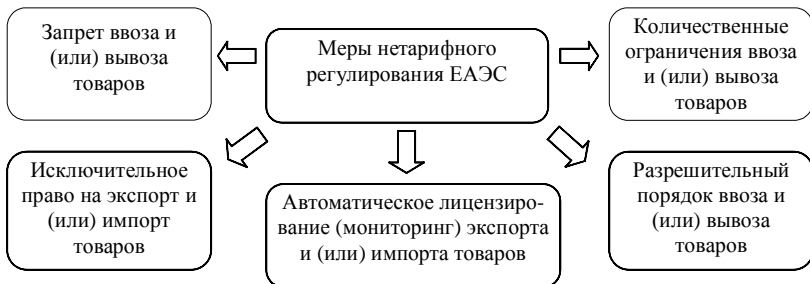 Запрет ввоза и
(или) вывоза
товаров
Меры нетарифного
регулирования ЕАЭС
Количественные
ограничения ввоза
и (или) вывоза
товаров
Исключительное
право на экспорт и
(или) импорт
товаров
Автоматическое лицензиро-
вание (мониторинг) экспорта
и (или) импорта товаров
Разрешительный
порядок ввоза и
(или) вывоза
товаров